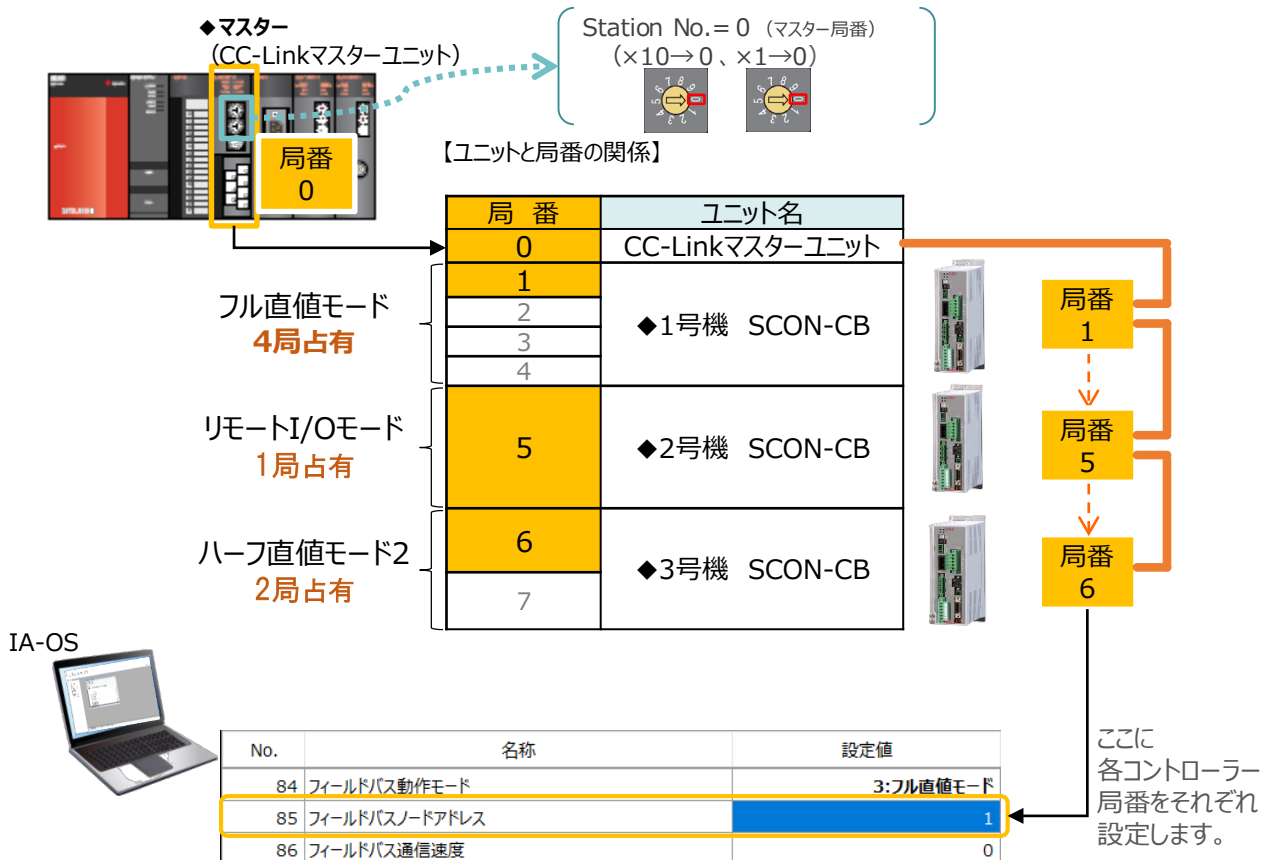 ◆マスター
（CC-Linkマスターユニット）
Station No.= 0 （マスター局番）
（×10→0 、×1→0）
局番
0
【ユニットと局番の関係】
局 番
ユニット名
0
CC-Linkマスターユニット
フル直値モード
4局占有
1
2
3
4
◆1号機 SCON-CB
局番
1
リモートI/Oモード
1局占有
5
◆2号機 SCON-CB
局番
5
ハーフ直値モード2
2局占有
6
7
◆3号機 SCON-CB
局番
6
IA-OS
No.
名称
設定値
84
フィールドバス動作モード
3:フル直値モード
85
フィールドバスノードアドレス
1
86
フィールドバス通信速度
0
ここに
各コントローラー
局番をそれぞれ
設定します。